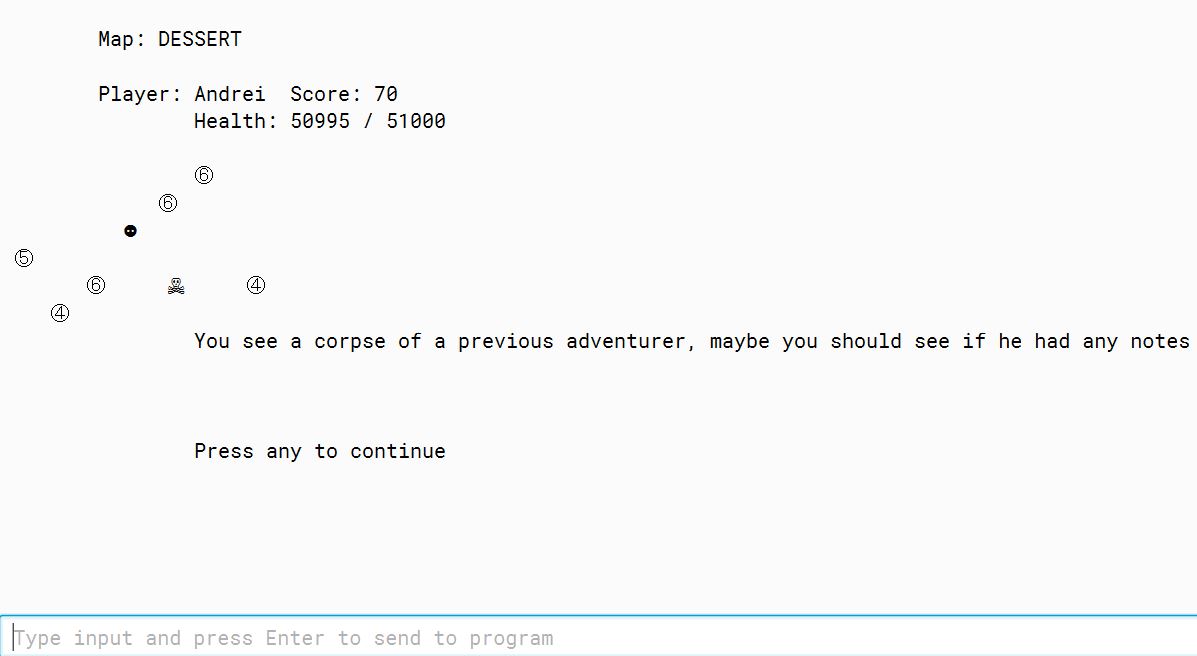 Map: DESSERT
Player: Andrei  Score: 70
Health: 50995 / 51000
⑥
⑥
⑤
⑥ ☠ ④
④
You see a corpse of a previous adventurer, maybe you should see if he had any notes
Press any to continue
Type input and press Enter to send to program